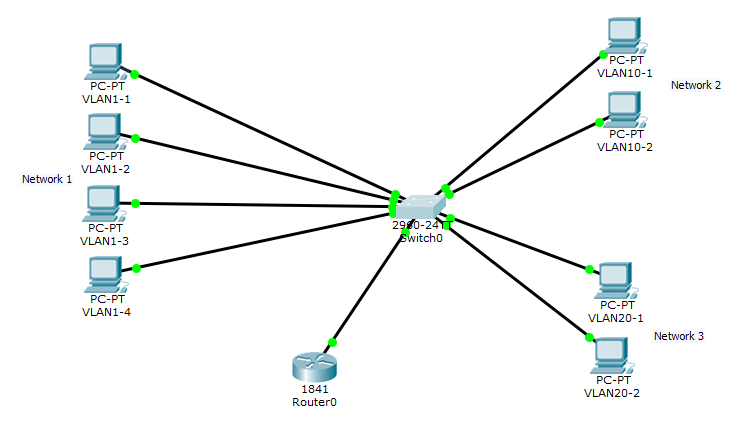 PC-PT
VLAN1-1
PC-PT
VLAN1-2
Network 1
PC-PT
VLAN1-3
PC-PT
VLAN1-4
2960-24TT
Switch0
1841
Router0
PC-PT
VLAN10-1
Network 2
PC-PT
VLAN10-2
PC-PT
VLAN20-1
Network 3
PC-PT
VLAN20-2